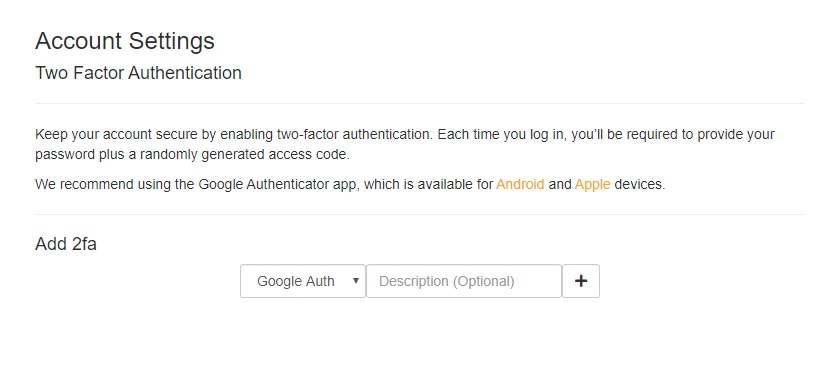 Account Settings
Two Factor Authentication
Keep your account secure by enabling two-factor authentication. Each time you log in, you'll be required to provide your
password plus a randomly generated access code.
We recommend using the Google Authenticator app, which is available for Android and Apple devices.
Add 2fa
Google Auth Description (Optional) +